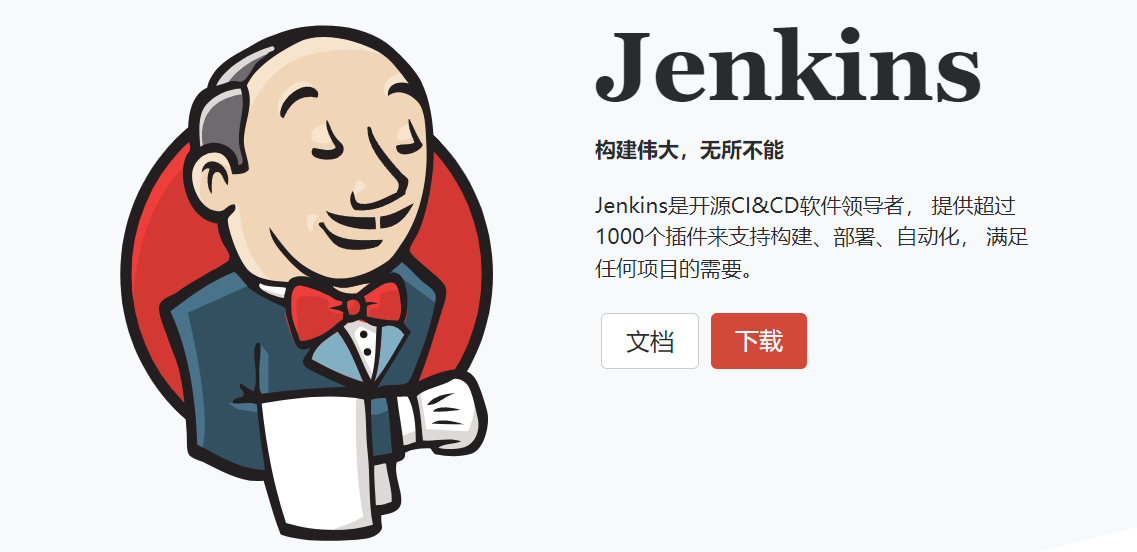 Jenkins
构建伟大，无所不能
Jenkins是开源CI&CD软件领导者， 提供超过
1000个插件来支持构建、部署、自动化， 满足
任何项目的需要。
文档 下载